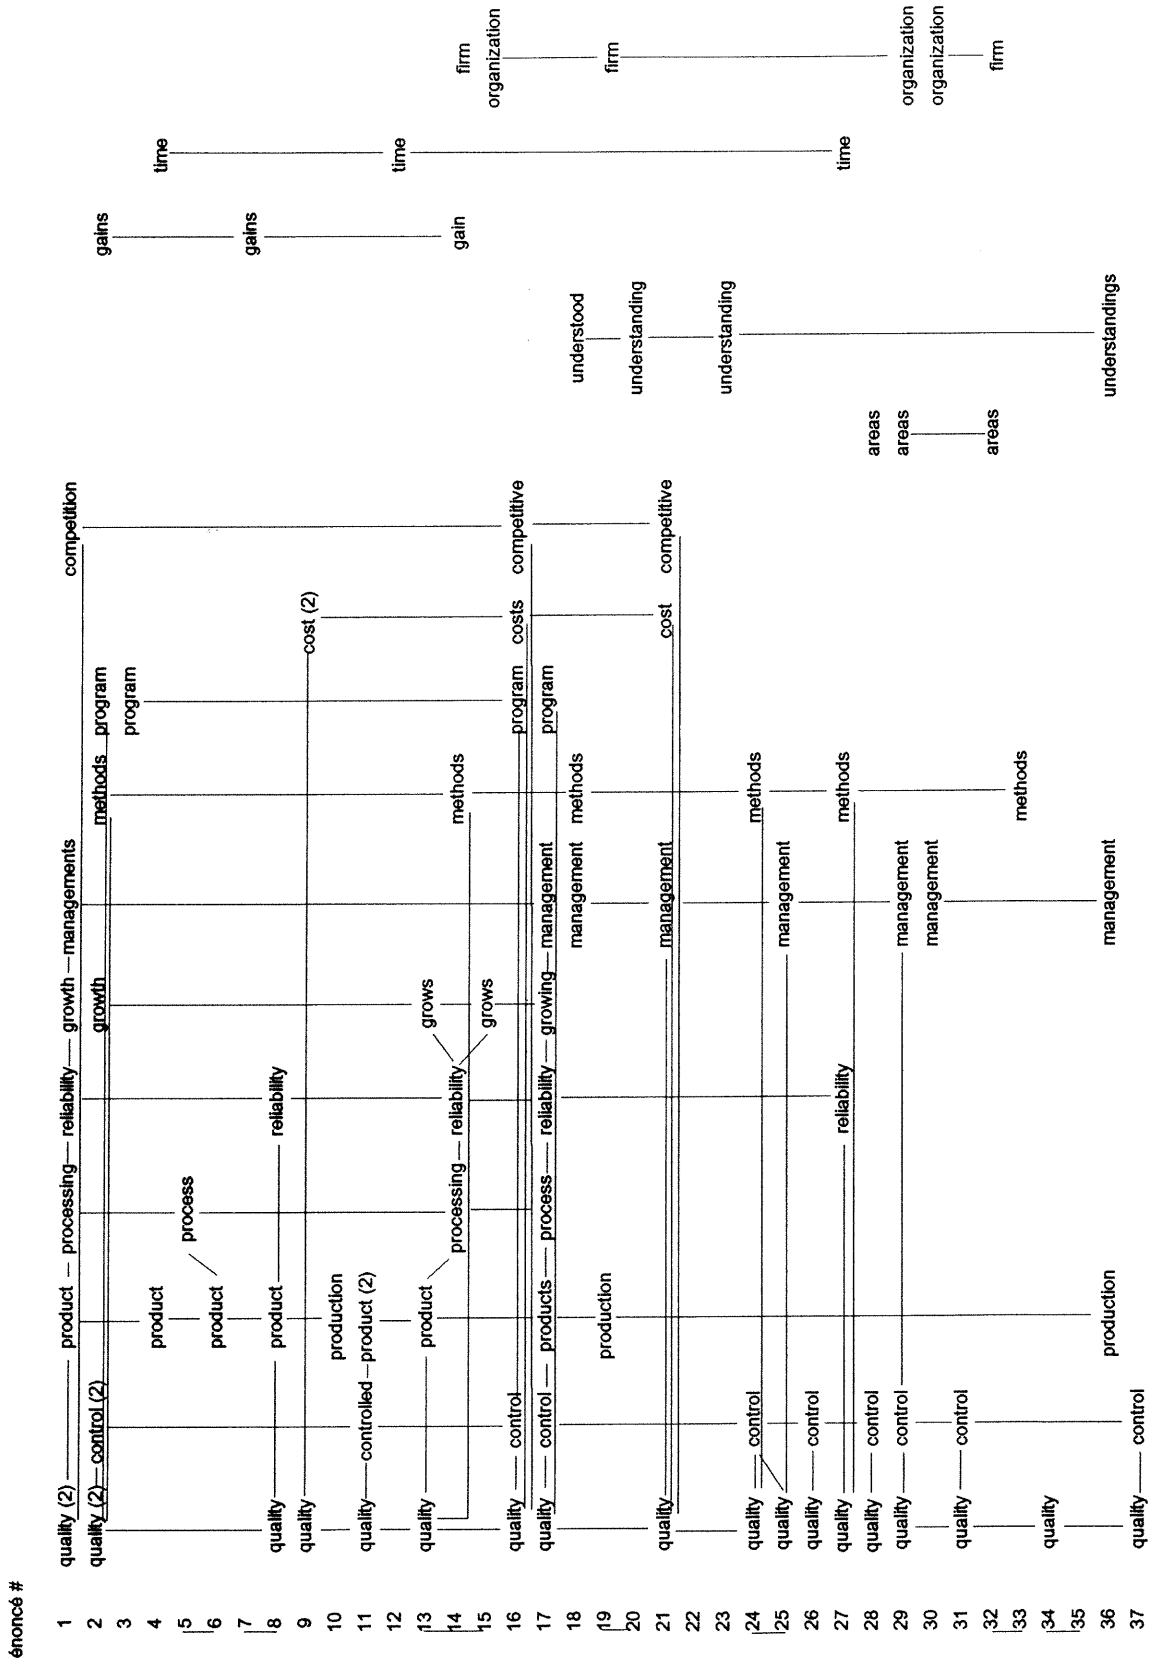 énoncé #
1 quality (2) product processing reliability growth managements competition
2 quality (2) control (2) growth methods program gains
3 program
4 product time
5 process
6 product
7 gains
8 quality product reliability
9 quality cost (2)
10 production
11 quality controlled product (2)
12 time
13 quality product grows
14 processing reliability methods gain firm
15 grows organization
16 quality control program costs competitive
17 quality control products process reliability growing management program
18 management methods understood
19 production firm
20 understanding
21 quality management cost competitive
22
23 understanding
24 quality control methods
25 quality management
26 quality control
27 quality reliability methods time
28 quality control areas
29 quality control management areas organization
30 management organization
31 quality control
32 areas firm
33 methods
34 quality
35
36 production management understandings
37 quality control